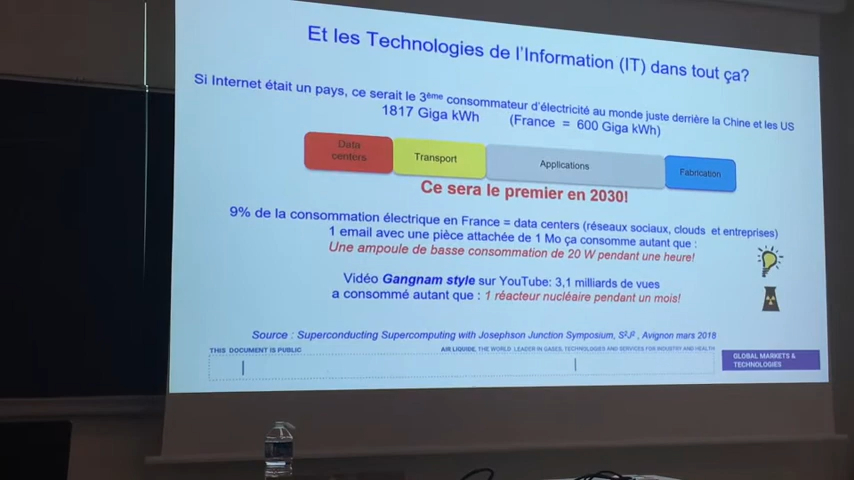 Et les Technologies de l'Information (IT) dans tout ça?
Si Internet était un pays, ce serait le 3ème consommateur d'électricité au monde juste derrière la Chine et les US
1817 Giga kWh (France = 600 Giga kWh)
Data
centers
Transport
Applications
Fabrication
Ce sera le premier en 2030!
9% de la consommation électrique en France = data centers (réseaux sociaux, clouds et entreprises)
1 email avec une pièce attachée de 1 Mo ça consomme autant que :
Une ampoule de basse consommation de 20 W pendant une heure!
Vidéo Gangnam style sur YouTube: 3,1 milliards de vues
a consommé autant que : 1 réacteur nucléaire pendant un mois!
Source : Superconducting Supercomputing with Josephson Junction Symposium, S²J², Avignon mars 2018
THIS DOCUMENT IS PUBLIC
AIR LIQUIDE, THE WORLD LEADER IN GASES, TECHNOLOGIES AND SERVICES FOR INDUSTRY AND HEALTH
GLOBAL MARKETS &
TECHNOLOGIES